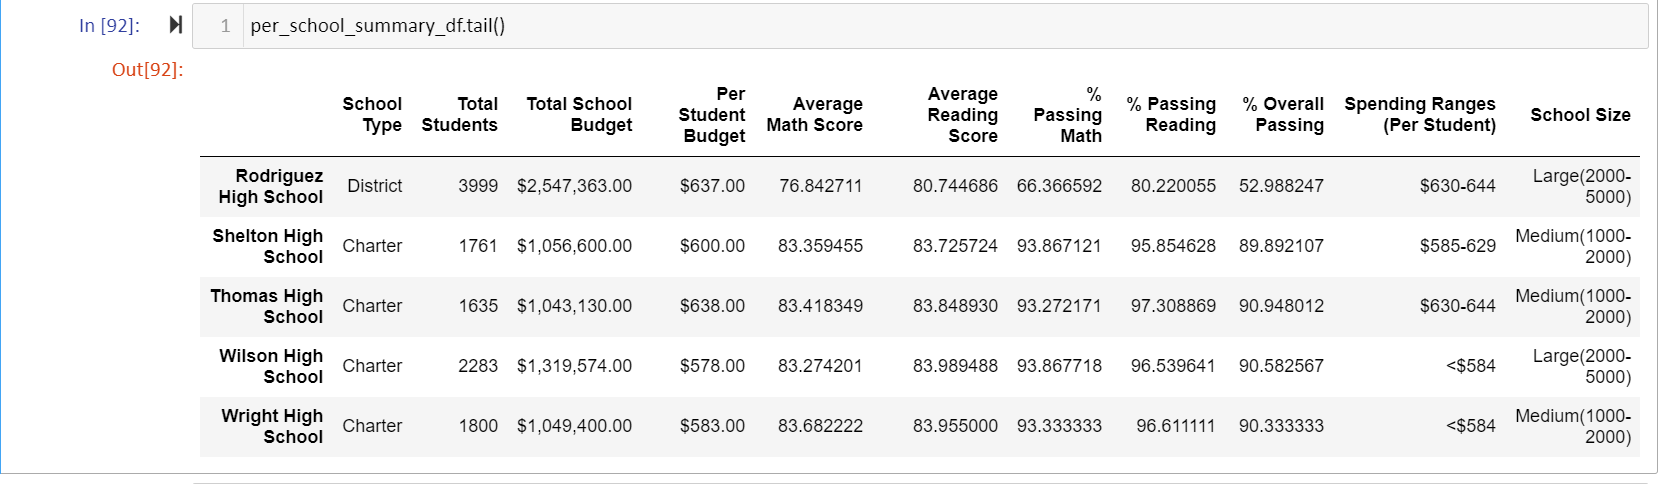 In [92]: 1 per_school_summary_df.tail()
Out[92]:
School Type Total Students Total School Budget Per Student Budget Average Math Score Average Reading Score % Passing Math % Passing Reading % Overall Passing Spending Ranges (Per Student) School Size
Rodriguez High School District 3999 $2,547,363.00 $637.00 76.842711 80.744686 66.366592 80.220055 52.988247 $630-644 Large(2000-5000)
Shelton High School Charter 1761 $1,056,600.00 $600.00 83.359455 83.725724 93.867121 95.854628 89.892107 $585-629 Medium(1000-2000)
Thomas High School Charter 1635 $1,043,130.00 $638.00 83.418349 83.848930 93.272171 97.308869 90.948012 $630-644 Medium(1000-2000)
Wilson High School Charter 2283 $1,319,574.00 $578.00 83.274201 83.989488 93.867718 96.539641 90.582567 <$584 Large(2000-5000)
Wright High School Charter 1800 $1,049,400.00 $583.00 83.682222 83.955000 93.333333 96.611111 90.333333 <$584 Medium(1000-2000)